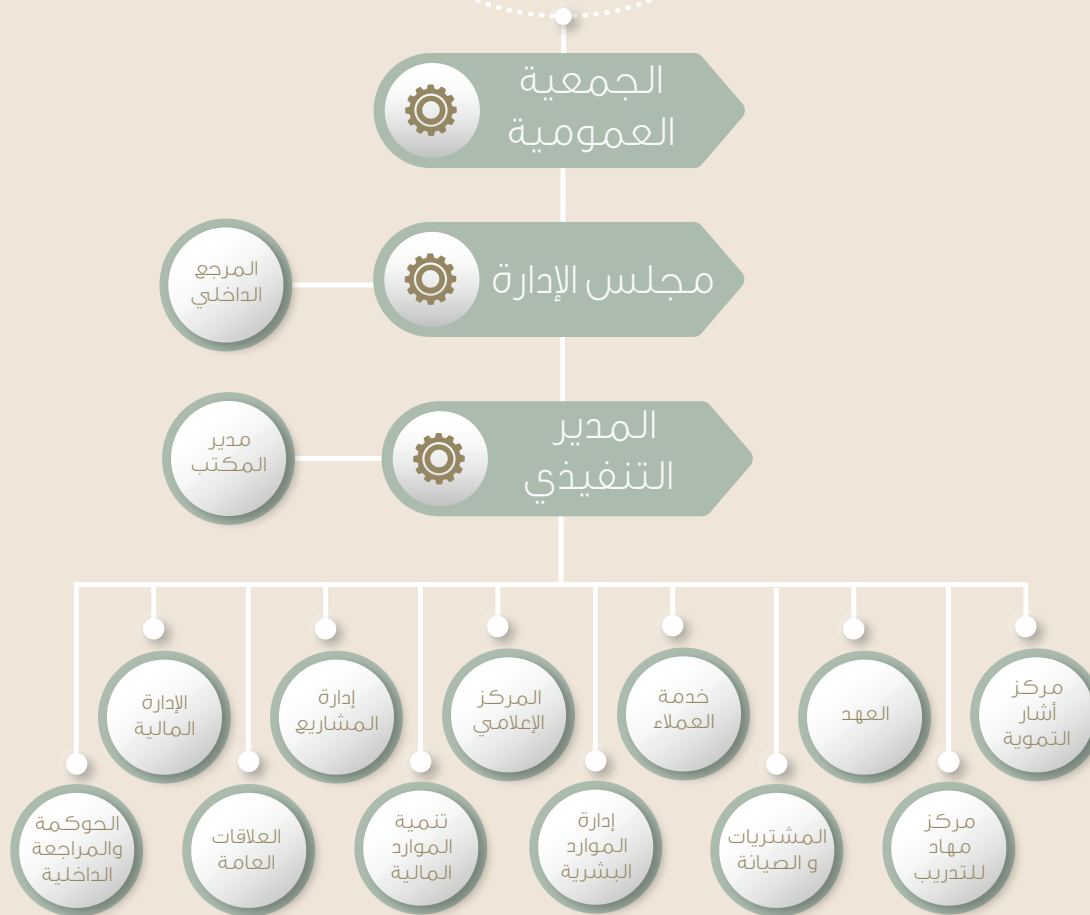 الجمعية
العمومية
مجلس الإدارة
المرجع
الداخلي
المدير
التنفيذي
مدير
المكتب
مركز
أشار
التموية
العهد
خدمة
العملاء
المركز
الإعلامي
إدارة
المشاريع
الإدارة
المالية
مركز
مهاد
للتدريب
المشتريات
و الصيانة
إدارة
الموارد
البشرية
تنمية
الموارد
المالية
العلاقات
العامة
الحوكمة
والمراجعة
الداخلية